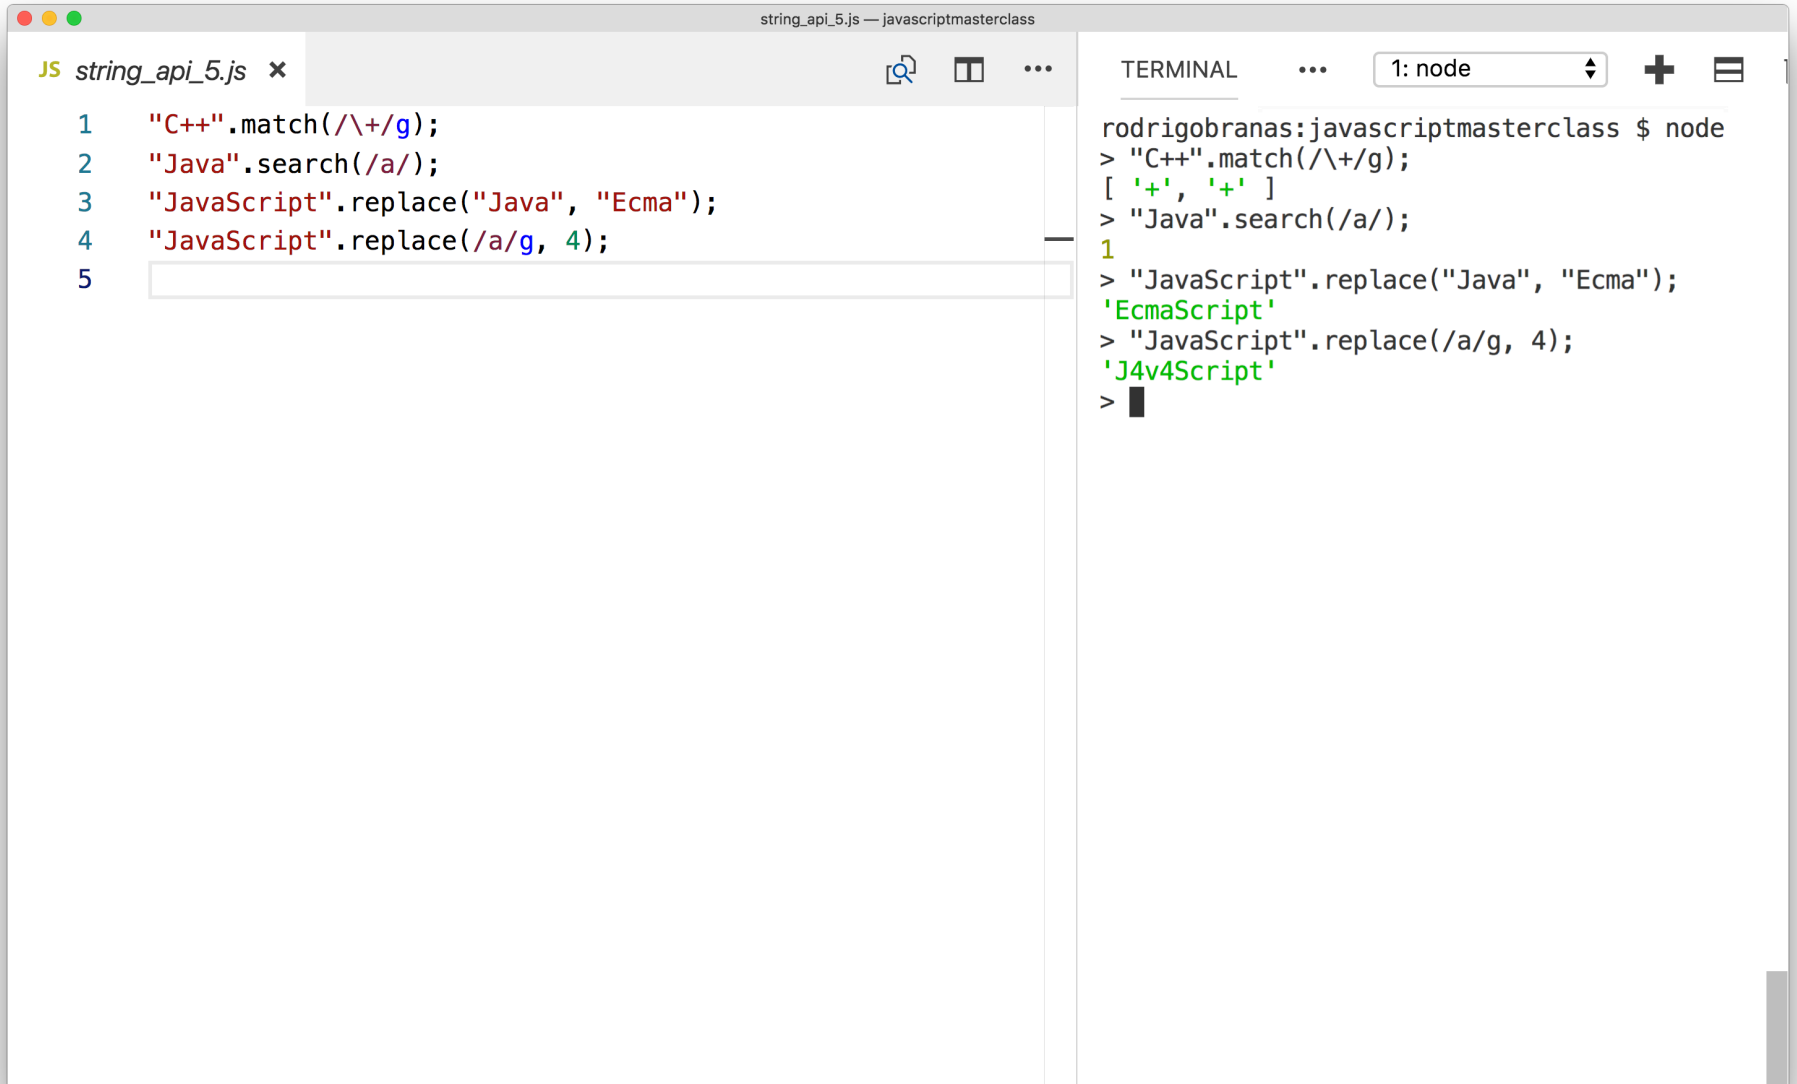 string_api_5.js — javascriptmasterclass
JS string_api_5.js
TERMINAL
1: node
1 "C++".match(/\+/g);
2 "Java".search(/a/);
3 "JavaScript".replace("Java", "Ecma");
4 "JavaScript".replace(/a/g, 4);
5
rodrigobranas:javascriptmasterclass $ node
> "C++".match(/\+/g);
[ '+', '+' ]
> "Java".search(/a/);
1
> "JavaScript".replace("Java", "Ecma");
'EcmaScript'
> "JavaScript".replace(/a/g, 4);
'J4v4Script'
>